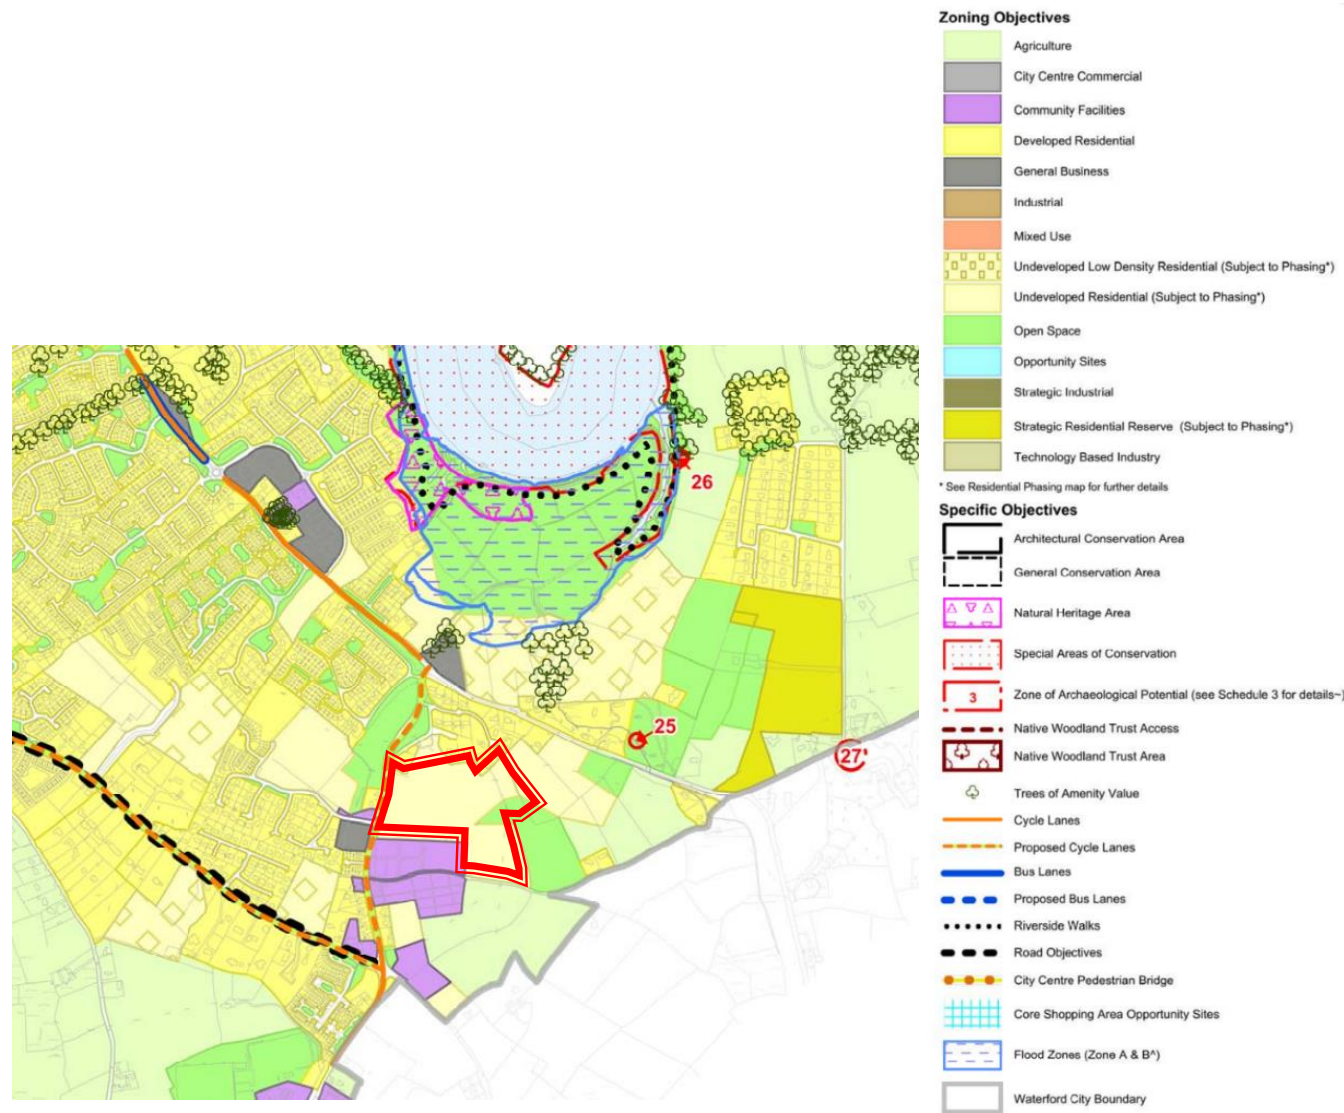 Zoning Objectives
Agriculture
City Centre Commercial
Community Facilities
Developed Residential
General Business
Industrial
Mixed Use
Undeveloped Low Density Residential (Subject to Phasing*)
Undeveloped Residential (Subject to Phasing*)
Open Space
Opportunity Sites
Strategic Industrial
Strategic Residential Reserve (Subject to Phasing*)
Technology Based Industry
* See Residential Phasing map for further details
Specific Objectives
Architectural Conservation Area
General Conservation Area
Natural Heritage Area
Special Areas of Conservation
3 Zone of Archaeological Potential (see Schedule 3 for details~)
Native Woodland Trust Access
Native Woodland Trust Area
Trees of Amenity Value
Cycle Lanes
Proposed Cycle Lanes
Bus Lanes
Proposed Bus Lanes
Riverside Walks
Road Objectives
City Centre Pedestrian Bridge
Core Shopping Area Opportunity Sites
Flood Zones (Zone A & B^)
Waterford City Boundary
26
25
27